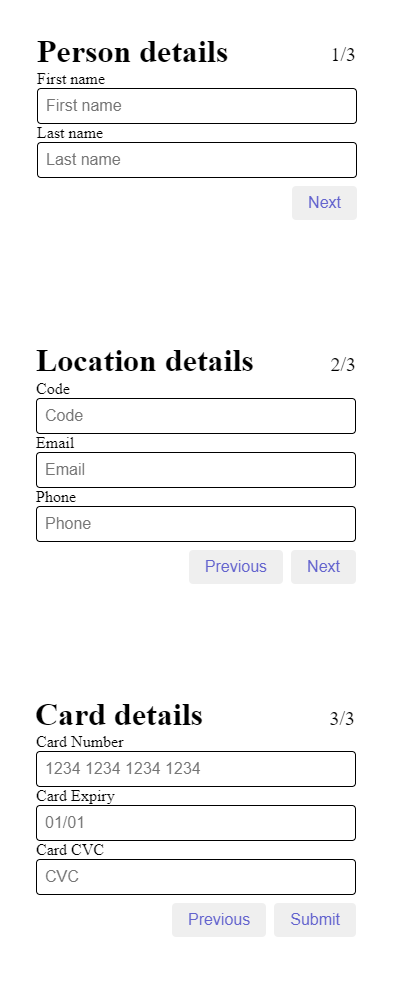 Person details 1/3
First name
First name
Last name
Last name
Next
Location details 2/3
Code
Code
Email
Email
Phone
Phone
Previous Next
Card details 3/3
Card Number
1234 1234 1234 1234
Card Expiry
01/01
Card CVC
CVC
Previous Submit